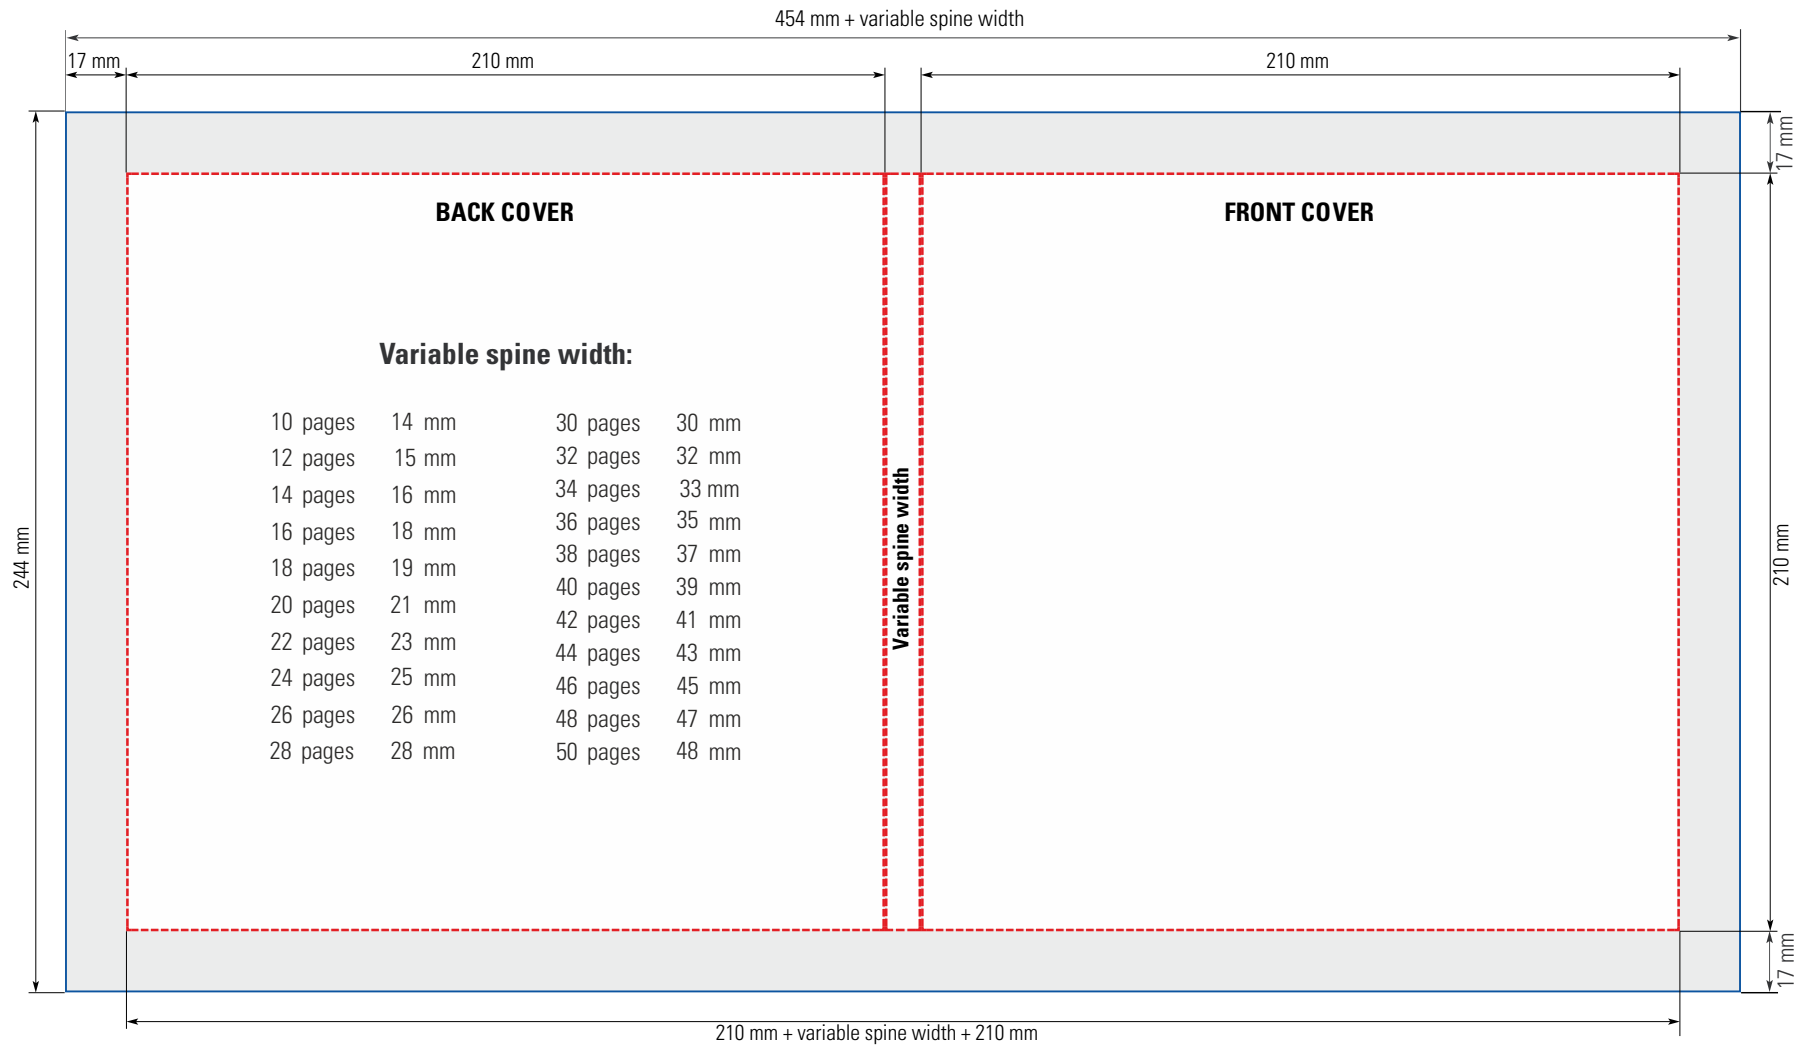 454 mm + variable spine width
17 mm
210 mm
210 mm
17 mm
BACK COVER
FRONT COVER
Variable spine width:
10 pages 14 mm
12 pages 15 mm
14 pages 16 mm
16 pages 18 mm
18 pages 19 mm
20 pages 21 mm
22 pages 23 mm
24 pages 25 mm
26 pages 26 mm
28 pages 28 mm
30 pages 30 mm
32 pages 32 mm
34 pages 33 mm
36 pages 35 mm
38 pages 37 mm
40 pages 39 mm
42 pages 41 mm
44 pages 43 mm
46 pages 45 mm
48 pages 47 mm
50 pages 48 mm
Variable spine width
244 mm
210 mm
17 mm
210 mm + variable spine width + 210 mm